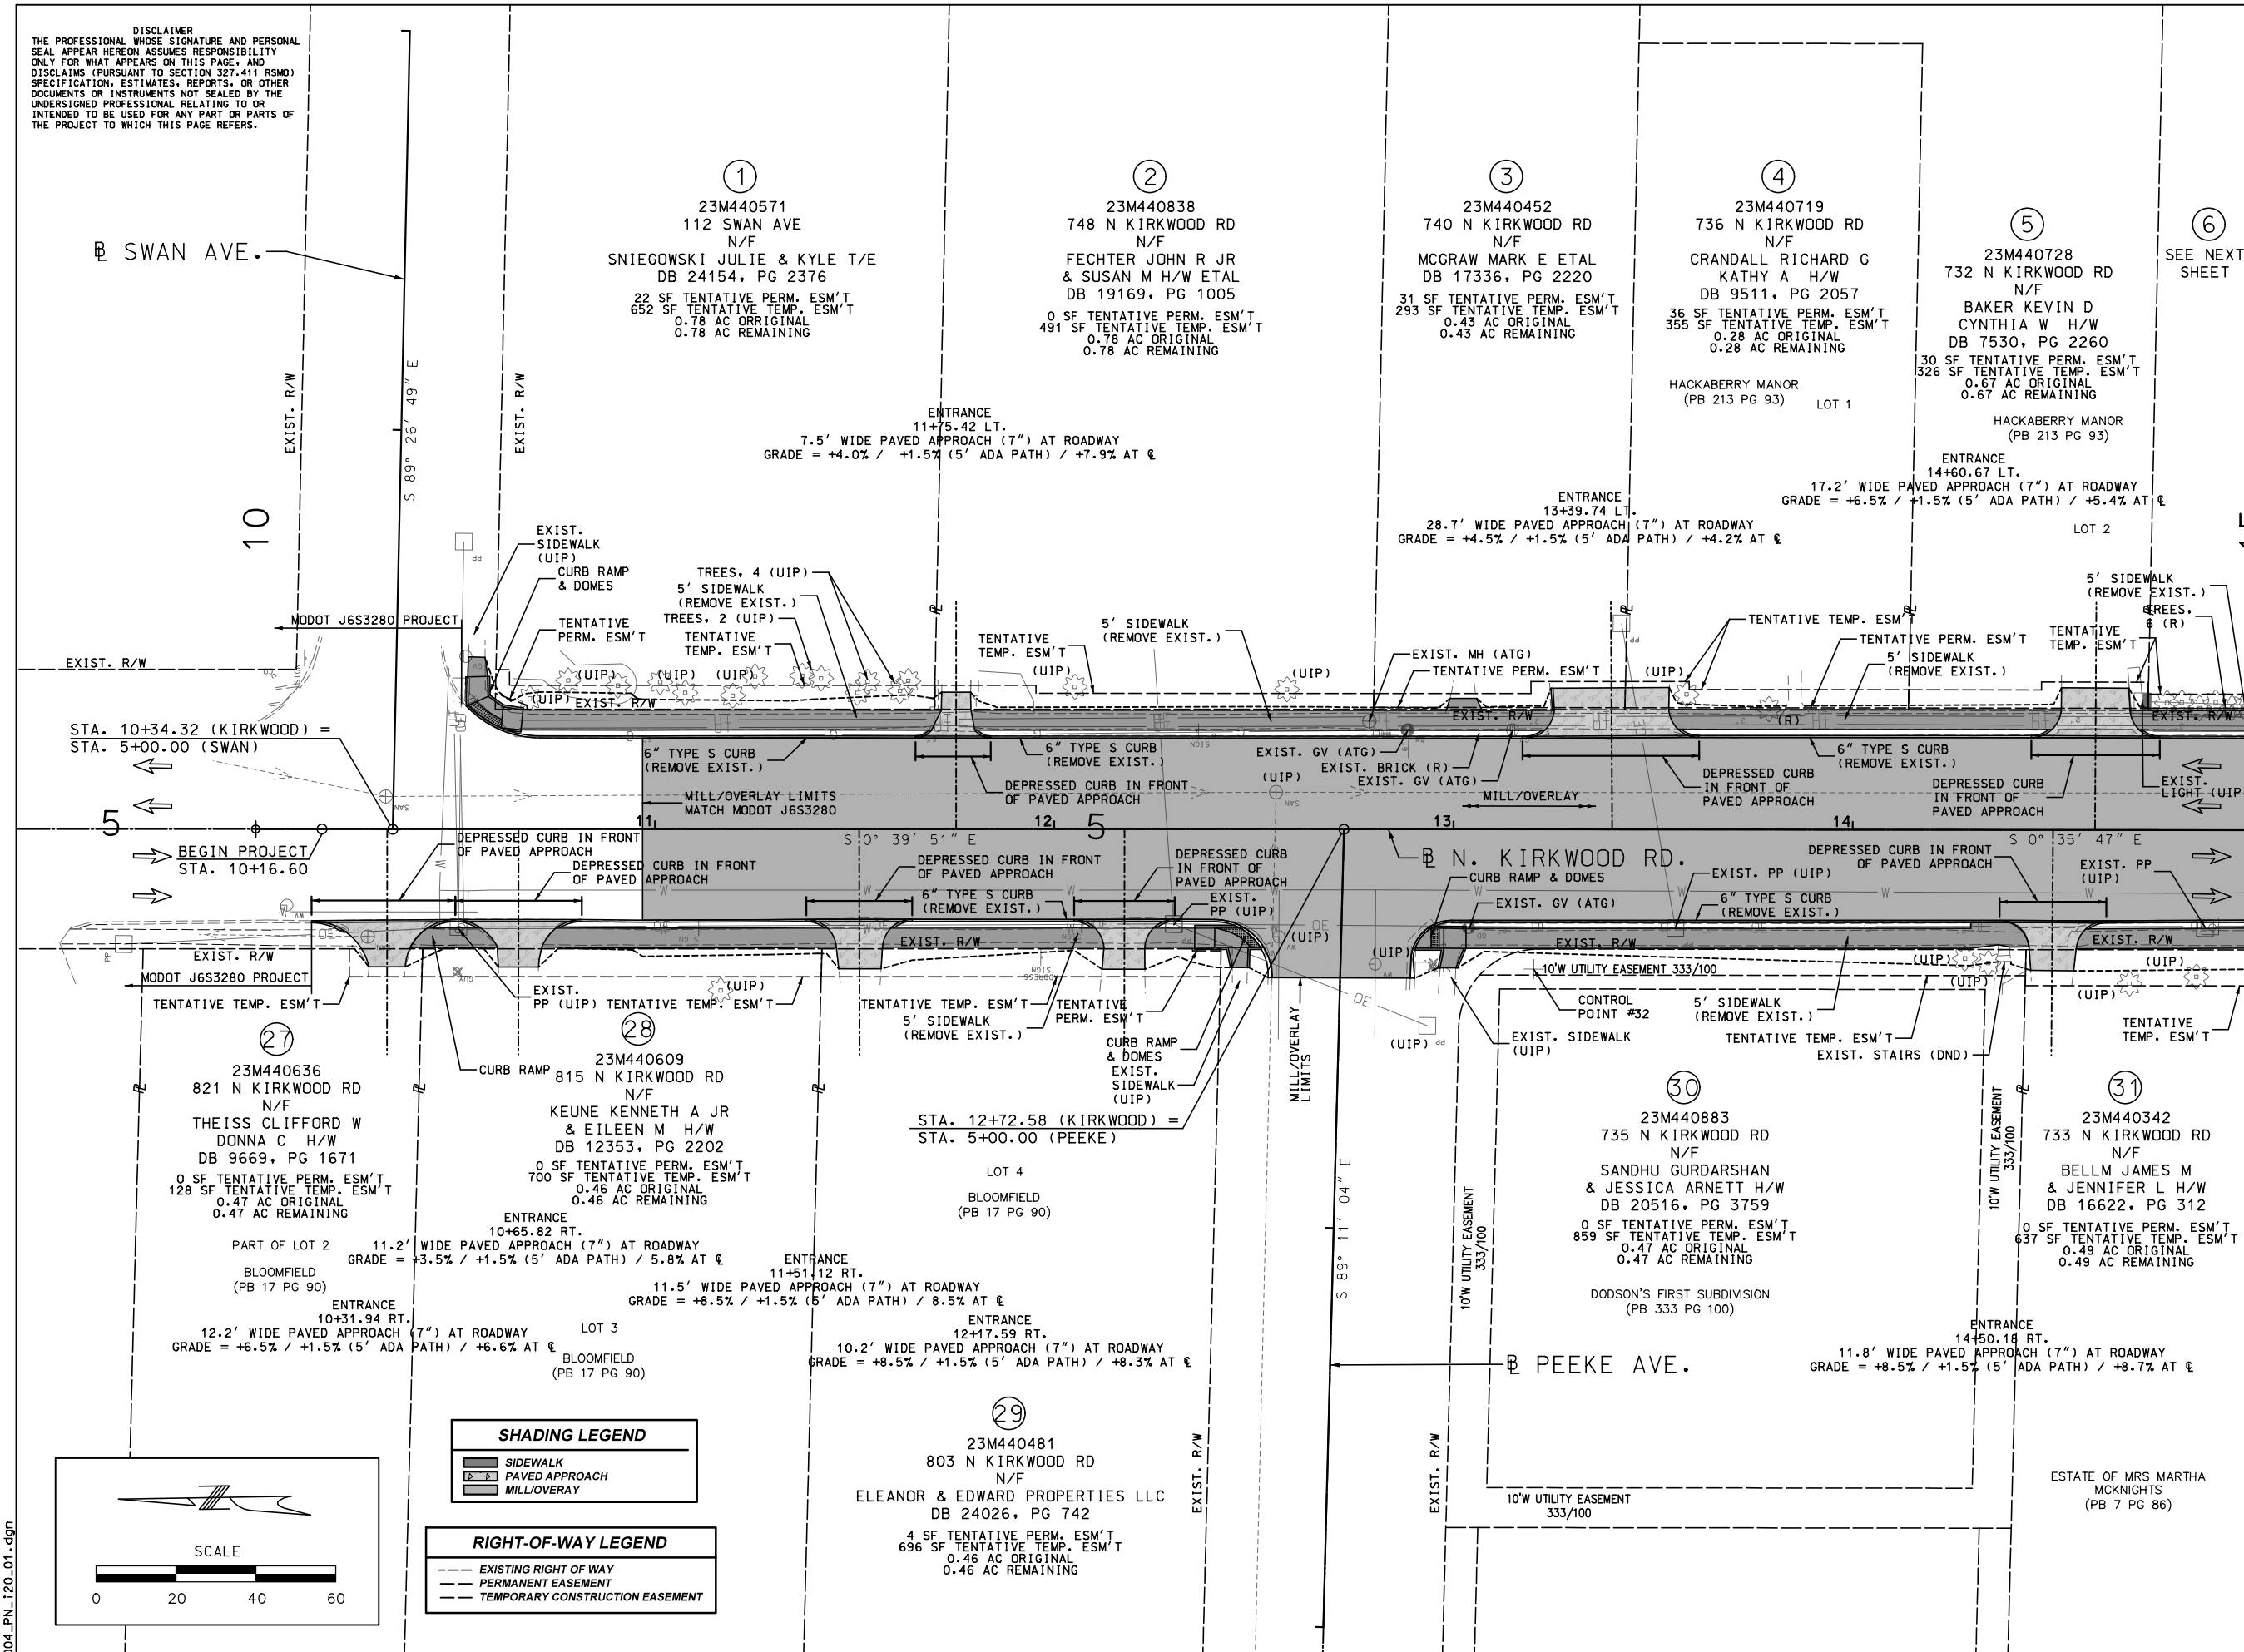 DISCLAIMER
THE PROFESSIONAL WHOSE SIGNATURE AND PERSONAL
SEAL APPEAR HEREON ASSUMES RESPONSIBILITY
ONLY FOR WHAT APPEARS ON THIS PAGE, AND
DISCLAIMS (PURSUANT TO SECTION 327.411 RSMO)
SPECIFICATION, ESTIMATES, REPORTS, OR OTHER
DOCUMENTS OR INSTRUMENTS NOT SEALED BY THE
UNDERSIGNED PROFESSIONAL RELATING TO OR
INTENDED TO BE USED FOR ANY PART OR PARTS OF
THE PROJECT TO WHICH THIS PAGE REFERS.
1
23M440571
112 SWAN AVE
N/F
SNIEGOWSKI JULIE & KYLE T/E
DB 24154, PG 2376
22 SF TENTATIVE PERM. ESM'T
652 SF TENTATIVE TEMP. ESM'T
0.78 AC ORRIGINAL
0.78 AC REMAINING
2
23M440838
748 N KIRKWOOD RD
N/F
FECHTER JOHN R JR
& SUSAN M H/W ETAL
DB 19169, PG 1005
0 SF TENTATIVE PERM. ESM'T
491 SF TENTATIVE TEMP. ESM'T
0.78 AC ORIGINAL
0.78 AC REMAINING
3
23M440452
740 N KIRKWOOD RD
N/F
MCGRAW MARK E ETAL
DB 17336, PG 2220
31 SF TENTATIVE PERM. ESM'T
293 SF TENTATIVE TEMP. ESM'T
0.43 AC ORIGINAL
0.43 AC REMAINING
4
23M440719
736 N KIRKWOOD RD
N/F
CRANDALL RICHARD G
KATHY A H/W
DB 9511, PG 2057
36 SF TENTATIVE PERM. ESM'T
355 SF TENTATIVE TEMP. ESM'T
0.28 AC ORIGINAL
0.28 AC REMAINING
HACKABERRY MANOR
(PB 213 PG 93)
LOT 1
5
23M440728
732 N KIRKWOOD RD
N/F
BAKER KEVIN D
CYNTHIA W H/W
DB 7530, PG 2260
30 SF TENTATIVE PERM. ESM'T
326 SF TENTATIVE TEMP. ESM'T
0.67 AC ORIGINAL
0.67 AC REMAINING
HACKABERRY MANOR
(PB 213 PG 93)
LOT 2
6
SEE NEXT
SHEET
℄ SWAN AVE.
S 89° 26' 49" E
EXIST. R/W
EXIST. R/W
10
ENTRANCE
11+75.42 LT.
7.5' WIDE PAVED APPROACH (7") AT ROADWAY
GRADE = +4.0% / +1.5% (5' ADA PATH) / +7.9% AT ℄
ENTRANCE
13+39.74 LT.
28.7' WIDE PAVED APPROACH (7") AT ROADWAY
GRADE = +4.5% / +1.5% (5' ADA PATH) / +4.2% AT ℄
ENTRANCE
14+60.67 LT.
17.2' WIDE PAVED APPROACH (7") AT ROADWAY
GRADE = +6.5% / +1.5% (5' ADA PATH) / +5.4% AT ℄
EXIST.
SIDEWALK
(UIP)
CURB RAMP
& DOMES
TENTATIVE
PERM. ESM'T
TREES, 4 (UIP)
5' SIDEWALK
(REMOVE EXIST.)
TREES, 2 (UIP)
TENTATIVE
TEMP. ESM'T
TENTATIVE
TEMP. ESM'T
5' SIDEWALK
(REMOVE EXIST.)
EXIST. MH (ATG)
TENTATIVE PERM. ESM'T
TENTATIVE TEMP. ESM'T
TENTATIVE PERM. ESM'T
5' SIDEWALK
(REMOVE EXIST.)
TENTATIVE
TEMP. ESM'T
5' SIDEWALK
(REMOVE EXIST.)
TREES,
6 (R)
MODOT J6S3280 PROJECT
EXIST. R/W
(UIP)
(UIP)
(UIP)
(UIP)
(UIP)
(UIP)
(UIP)
(R)
EXIST. R/W
EXIST. R/W
EXIST. R/W
STA. 10+34.32 (KIRKWOOD) =
STA. 5+00.00 (SWAN)
6" TYPE S CURB
(REMOVE EXIST.)
6" TYPE S CURB
(REMOVE EXIST.)
DEPRESSED CURB IN FRONT
OF PAVED APPROACH
EXIST. GV (ATG)
EXIST. BRICK (R)
EXIST. GV (ATG)
(UIP)
MILL/OVERLAY
DEPRESSED CURB
IN FRONT OF
PAVED APPROACH
6" TYPE S CURB
(REMOVE EXIST.)
DEPRESSED CURB
IN FRONT OF
PAVED APPROACH
EXIST.
LIGHT (UIP
MILL/OVERLAY LIMITS
MATCH MODOT J6S3280
5
11
12
5
13
14
S 0° 39' 51" E
S 0° 35' 47" E
BEGIN PROJECT
STA. 10+16.60
DEPRESSED CURB IN FRONT
OF PAVED APPROACH
DEPRESSED CURB IN FRONT
OF PAVED APPROACH
DEPRESSED CURB IN FRONT
OF PAVED APPROACH
6" TYPE S CURB
(REMOVE EXIST.)
DEPRESSED CURB
IN FRONT OF
PAVED APPROACH
EXIST.
PP (UIP)
℄ N. KIRKWOOD RD.
CURB RAMP & DOMES
EXIST. GV (ATG)
EXIST. PP (UIP)
6" TYPE S CURB
(REMOVE EXIST.)
DEPRESSED CURB IN FRONT
OF PAVED APPROACH
EXIST. PP
(UIP)
EXIST. R/W
EXIST. R/W
EXIST. R/W
EXIST. R/W
MODOT J6S3280 PROJECT
TENTATIVE TEMP. ESM'T
EXIST.
PP (UIP)
TENTATIVE TEMP. ESM'T
(UIP)
TENTATIVE TEMP. ESM'T
5' SIDEWALK
(REMOVE EXIST.)
TENTATIVE
PERM. ESM'T
CURB RAMP
& DOMES
EXIST.
SIDEWALK
(UIP)
MILL/OVERLAY
LIMITS
(UIP)
(UIP)
(UIP)
10'W UTILITY EASEMENT 333/100
CONTROL
POINT #32
EXIST. SIDEWALK
(UIP)
5' SIDEWALK
(REMOVE EXIST.)
TENTATIVE TEMP. ESM'T
EXIST. STAIRS (DND)
(UIP)
(UIP)
(UIP)
(UIP)
TENTATIVE
TEMP. ESM'T
CURB RAMP
27
23M440636
821 N KIRKWOOD RD
N/F
THEISS CLIFFORD W
DONNA C H/W
DB 9669, PG 1671
0 SF TENTATIVE PERM. ESM'T
128 SF TENTATIVE TEMP. ESM'T
0.47 AC ORIGINAL
0.47 AC REMAINING
PART OF LOT 2
BLOOMFIELD
(PB 17 PG 90)
28
23M440609
815 N KIRKWOOD RD
N/F
KEUNE KENNETH A JR
& EILEEN M H/W
DB 12353, PG 2202
0 SF TENTATIVE PERM. ESM'T
700 SF TENTATIVE TEMP. ESM'T
0.46 AC ORIGINAL
0.46 AC REMAINING
ENTRANCE
10+65.82 RT.
11.2' WIDE PAVED APPROACH (7") AT ROADWAY
GRADE = +3.5% / +1.5% (5' ADA PATH) / 5.8% AT ℄
ENTRANCE
10+31.94 RT.
12.2' WIDE PAVED APPROACH (7") AT ROADWAY
GRADE = +6.5% / +1.5% (5' ADA PATH) / +6.6% AT ℄
LOT 3
BLOOMFIELD
(PB 17 PG 90)
STA. 12+72.58 (KIRKWOOD) =
STA. 5+00.00 (PEEKE)
LOT 4
BLOOMFIELD
(PB 17 PG 90)
ENTRANCE
11+51.12 RT.
11.5' WIDE PAVED APPROACH (7") AT ROADWAY
GRADE = +8.5% / +1.5% (5' ADA PATH) / 8.5% AT ℄
ENTRANCE
12+17.59 RT.
10.2' WIDE PAVED APPROACH (7") AT ROADWAY
GRADE = +8.5% / +1.5% (5' ADA PATH) / +8.3% AT ℄
29
23M440481
803 N KIRKWOOD RD
N/F
ELEANOR & EDWARD PROPERTIES LLC
DB 24026, PG 742
4 SF TENTATIVE PERM. ESM'T
696 SF TENTATIVE TEMP. ESM'T
0.46 AC ORIGINAL
0.46 AC REMAINING
S 89° 11' 04" E
EXIST. R/W
EXIST. R/W
℄ PEEKE AVE.
10'W UTILITY EASEMENT
333/100
30
23M440883
735 N KIRKWOOD RD
N/F
SANDHU GURDARSHAN
& JESSICA ARNETT H/W
DB 20516, PG 3759
0 SF TENTATIVE PERM. ESM'T
859 SF TENTATIVE TEMP. ESM'T
0.47 AC ORIGINAL
0.47 AC REMAINING
DODSON'S FIRST SUBDIVISION
(PB 333 PG 100)
10'W UTILITY EASEMENT
333/100
10'W UTILITY EASEMENT
333/100
31
23M440342
733 N KIRKWOOD RD
N/F
BELLM JAMES M
& JENNIFER L H/W
DB 16622, PG 312
0 SF TENTATIVE PERM. ESM'T
637 SF TENTATIVE TEMP. ESM'T
0.49 AC ORIGINAL
0.49 AC REMAINING
ENTRANCE
14+50.18 RT.
11.8' WIDE PAVED APPROACH (7") AT ROADWAY
GRADE = +8.5% / +1.5% (5' ADA PATH) / +8.7% AT ℄
ESTATE OF MRS MARTHA
MCKNIGHTS
(PB 7 PG 86)
SHADING LEGEND
SIDEWALK
PAVED APPROACH
MILL/OVERAY
RIGHT-OF-WAY LEGEND
EXISTING RIGHT OF WAY
PERMANENT EASEMENT
TEMPORARY CONSTRUCTION EASEMENT
SCALE
0 20 40 60
004_PN_120_01.dgn